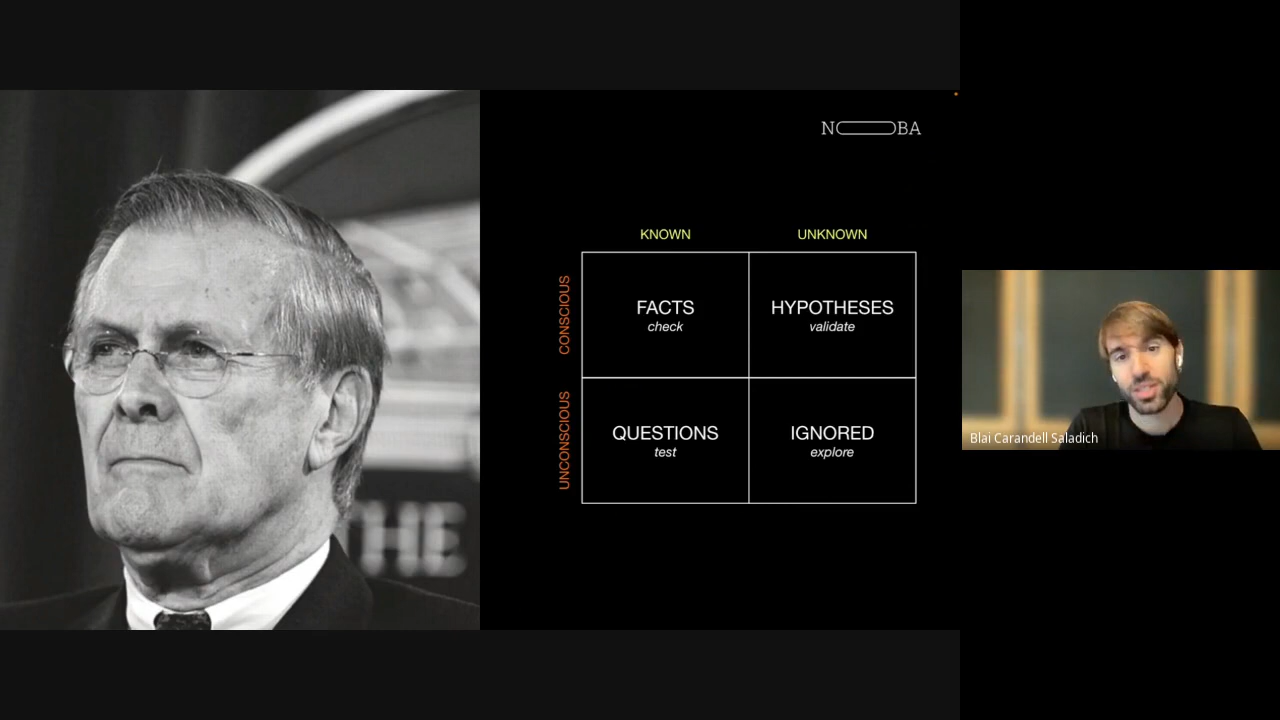 N BA
KNOWN
UNKNOWN
CONSCIOUS
FACTS
check
HYPOTHESES
validate
UNCONSCIOUS
QUESTIONS
test
IGNORED
explore
THE
Blai Carandell Saladich